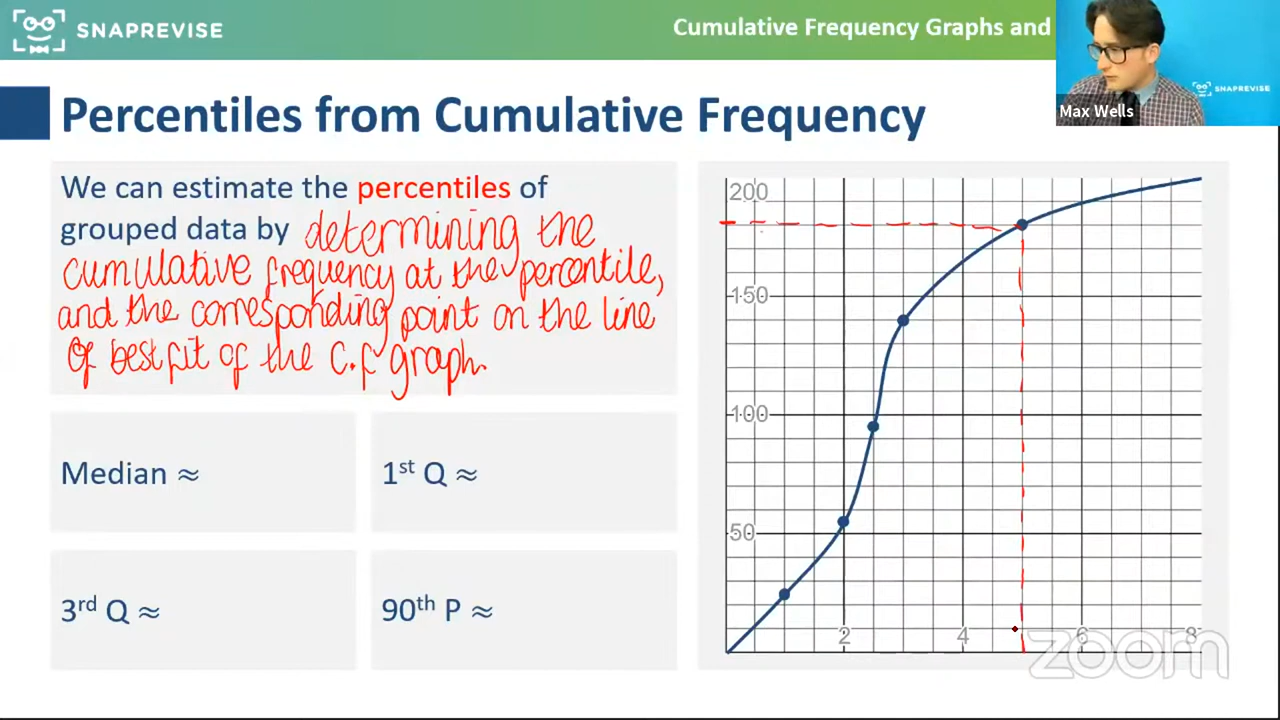 SNAPREVISE
Cumulative Frequency Graphs and
SNAPREVISE
Max Wells
Percentiles from Cumulative Frequency
We can estimate the percentiles of
grouped data by determining the
cumulative frequency at the percentile,
and the corresponding point on the line
of best fit of the C.f graph.
Median ≈
1st Q ≈
3rd Q ≈
90th P ≈
200
150
100
50
2 4 6 8
zoom